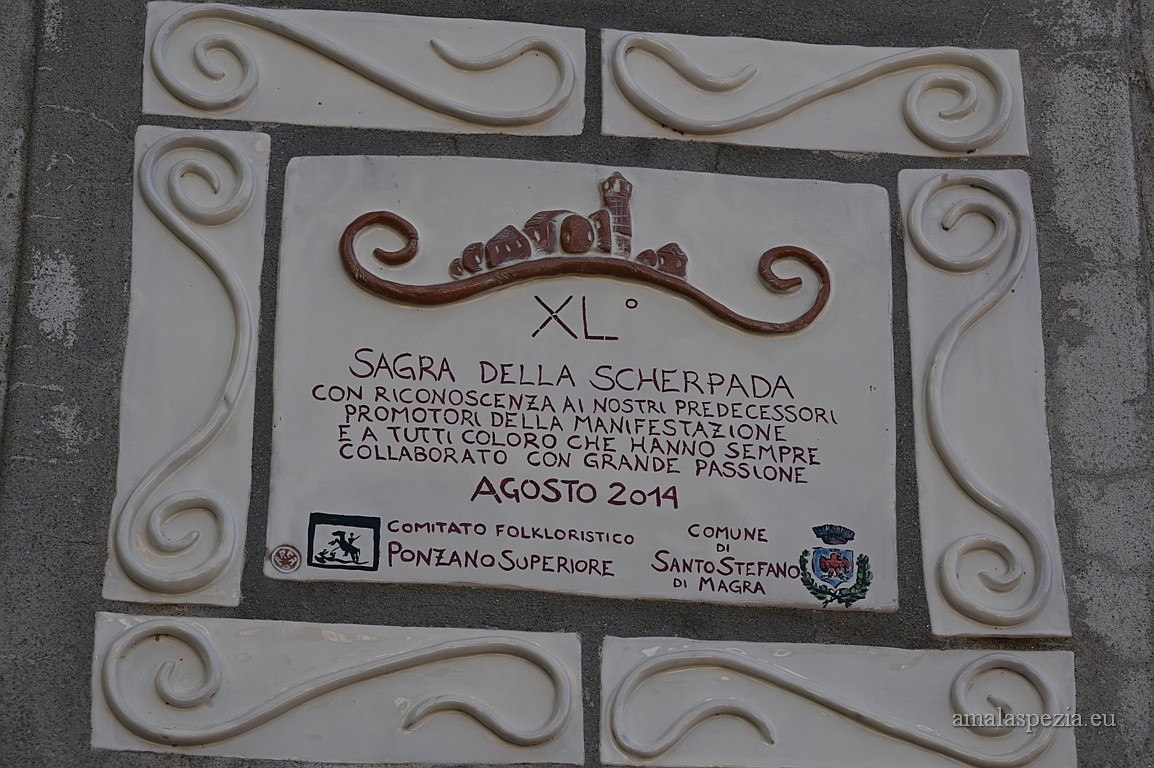 XL°
SAGRA DELLA SCHERPADA
CON RICONOSCENZA AI NOSTRI PREDECESSORI
PROMOTORI DELLA MANIFESTAZIONE
E A TUTTI COLORO CHE HANNO SEMPRE
COLLABORATO CON GRANDE PASSIONE
AGOSTO 2014
COMITATO FOLKLORISTICO
PONZANO SUPERIORE
COMUNE
DI
SANTO STEFANO
DI MAGRA
amalaspezia.eu